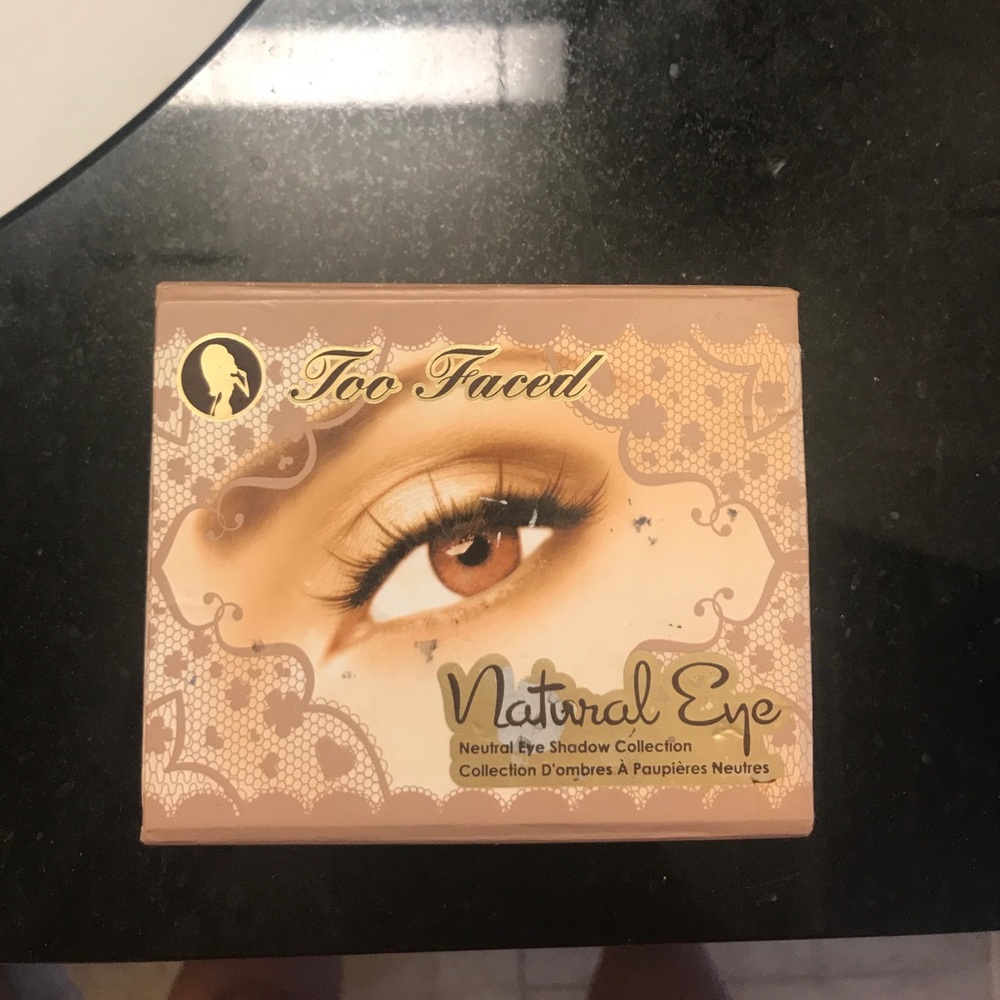 Too Faced
Natural Eye
Neutral Eye Shadow Collection
Collection D'ombres À Paupières Neutres